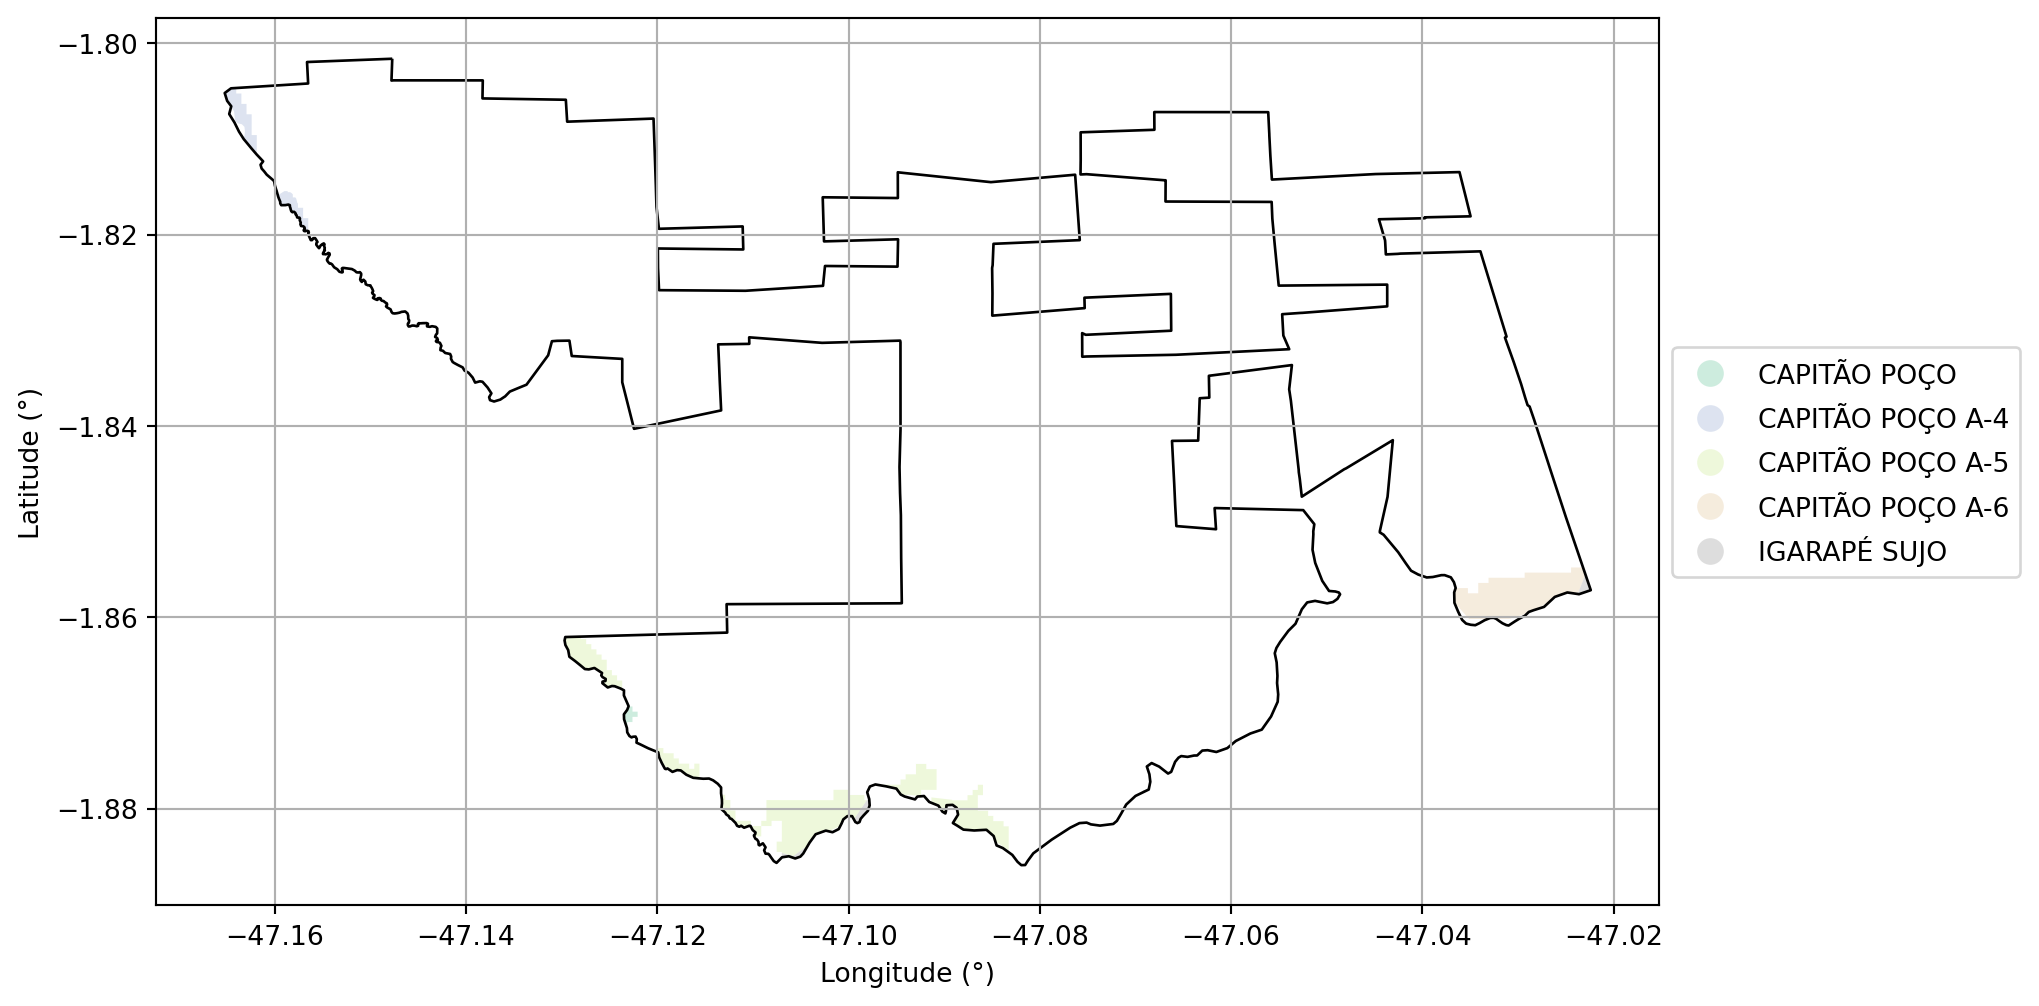 −1.80
−1.82
−1.84
−1.86
−1.88
Latitude (°)
−47.16
−47.14
−47.12
−47.10
−47.08
−47.06
−47.04
−47.02
Longitude (°)
CAPITÃO POÇO
CAPITÃO POÇO A-4
CAPITÃO POÇO A-5
CAPITÃO POÇO A-6
IGARAPÉ SUJO